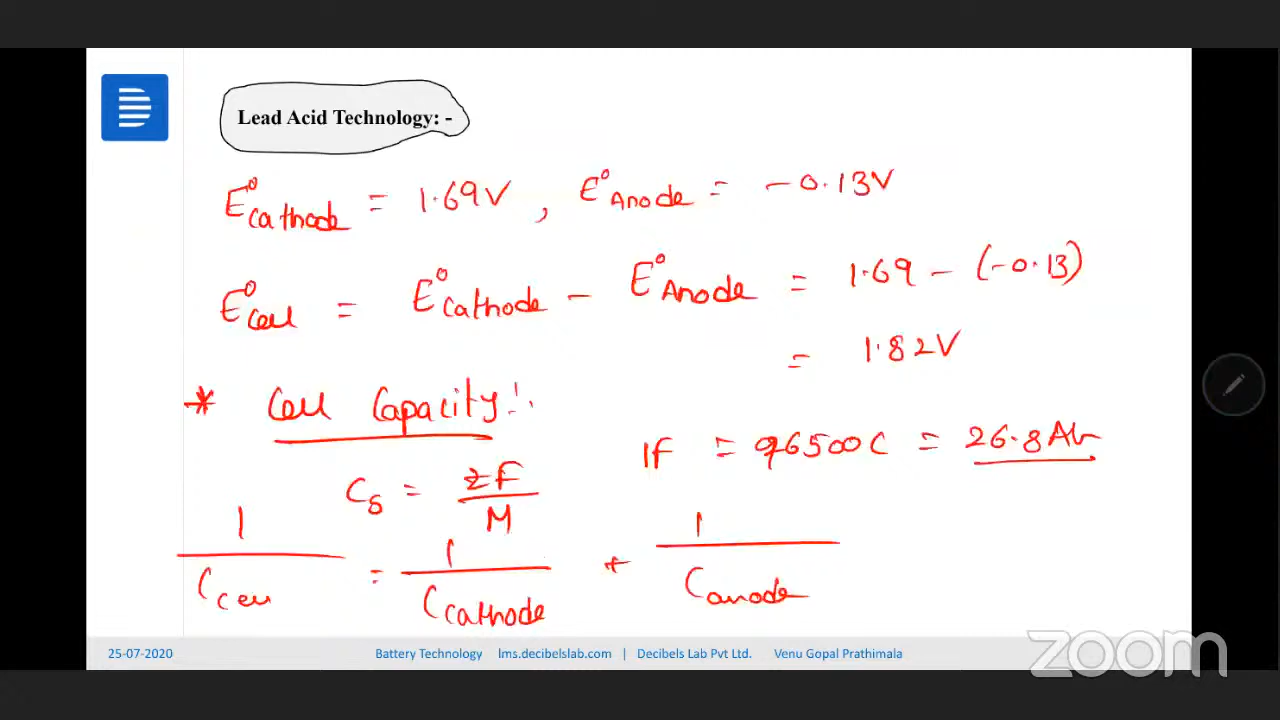 Lead Acid Technology: -
E°Cathode = 1.69V , E°Anode = -0.13V
E°Cell = E°Cathode - E°Anode = 1.69 - (-0.13)
= 1.82V
* Cell Capacity:-
1F = 96500C = 26.8Ah
Cs = zF/M
1/Ccell = 1/Ccathode + 1/Canode
25-07-2020 Battery Technology lms.decibelslab.com | Decibels Lab Pvt Ltd. Venu Gopal Prathimala
zoom